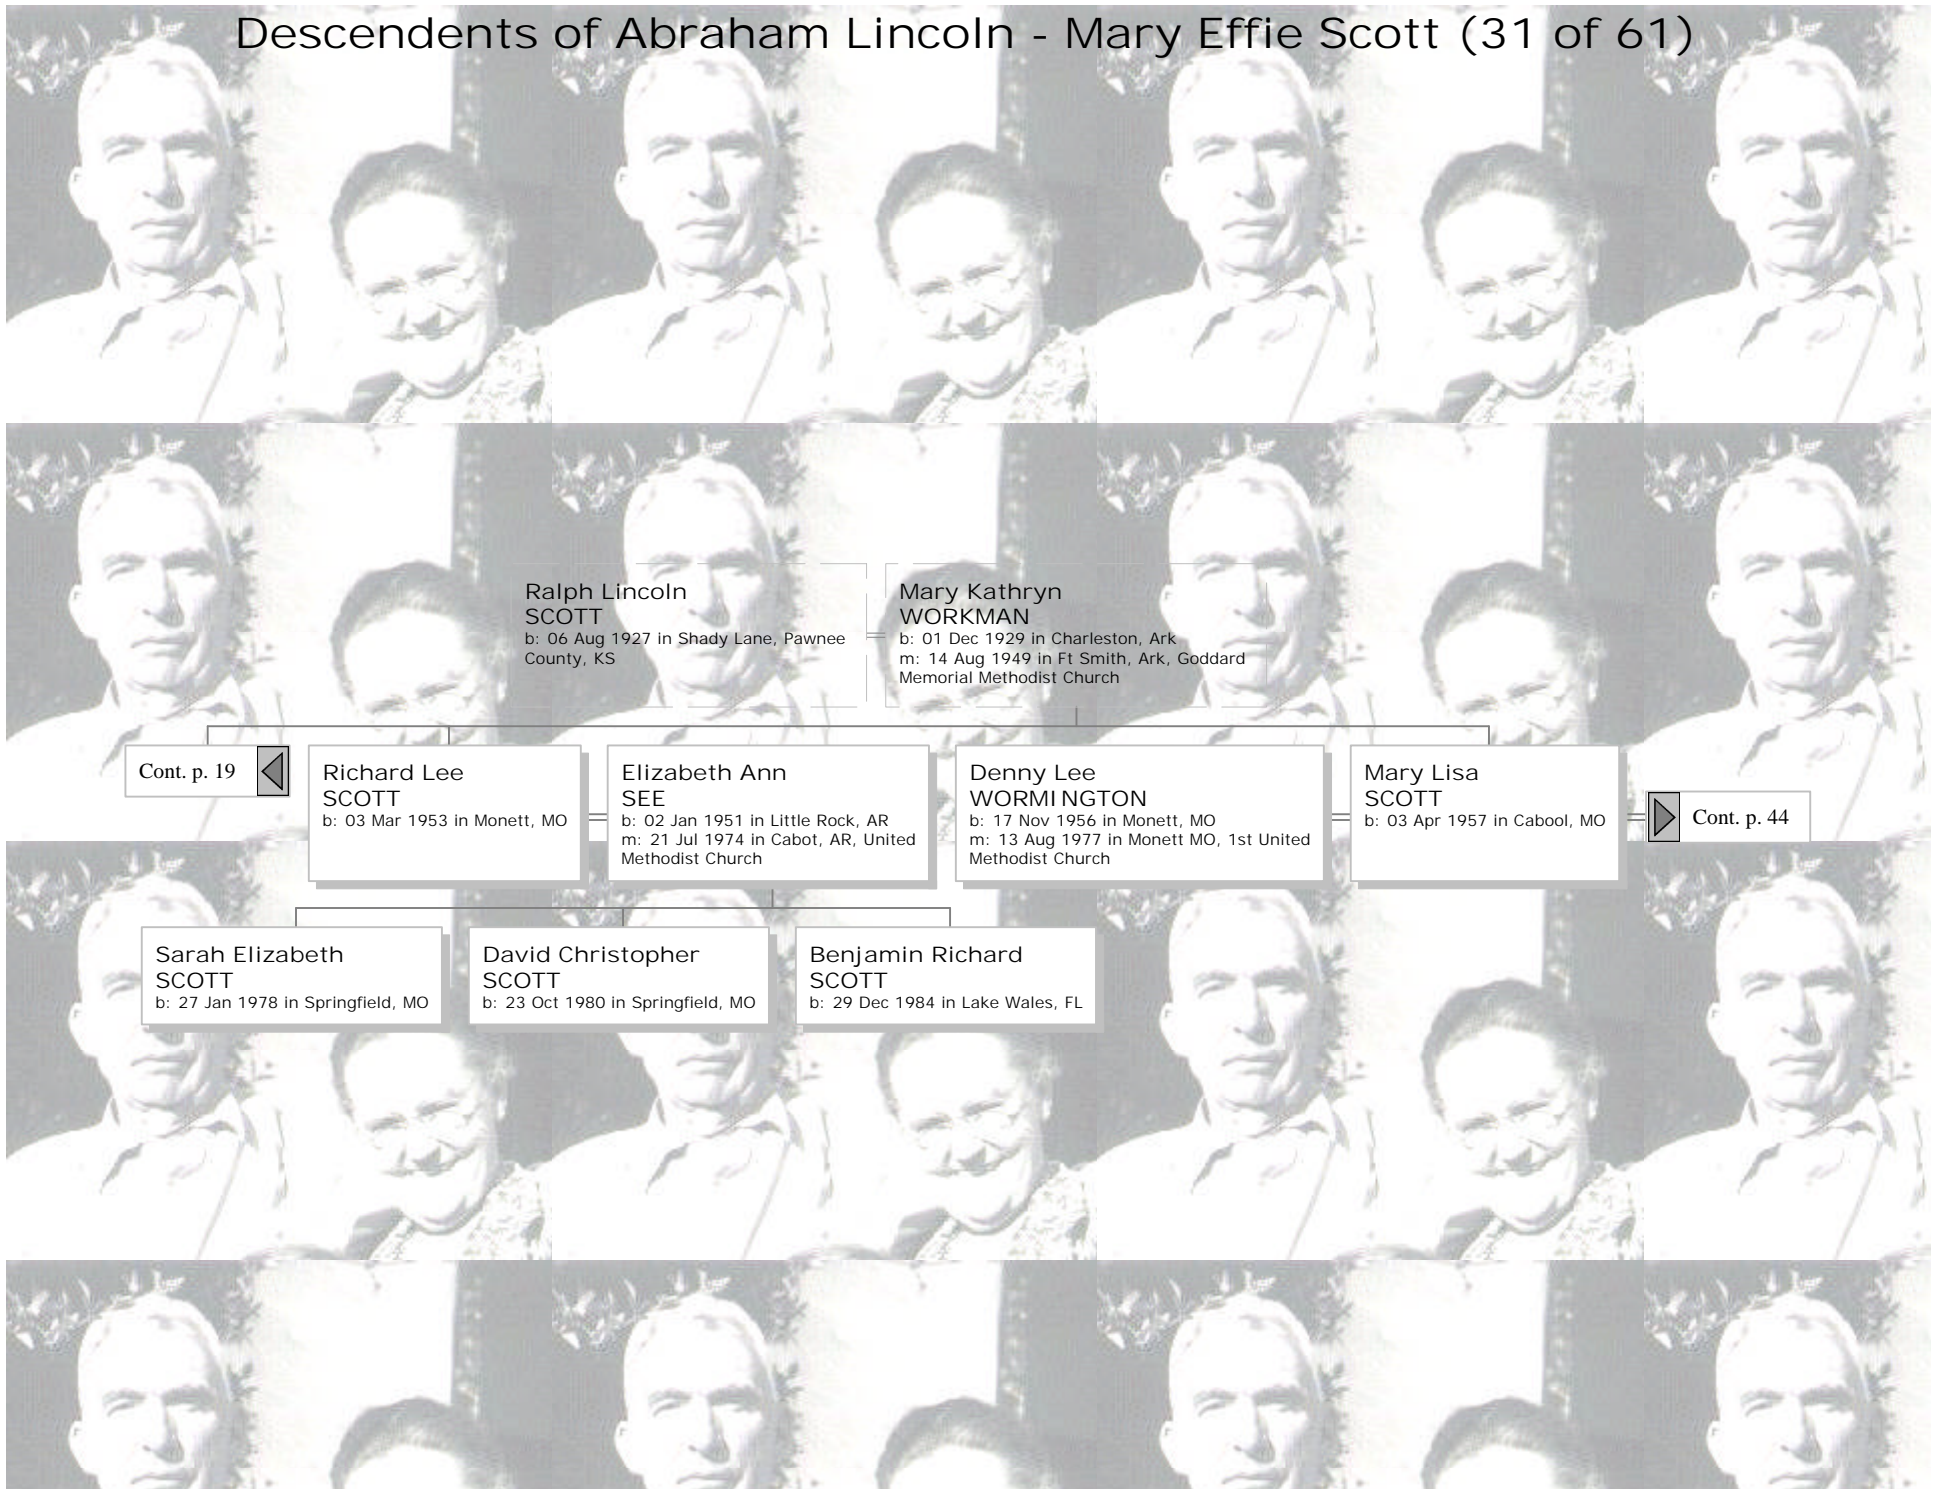 Descendents of Abraham Lincoln - Mary Effie Scott (31 of 61)
Ralph Lincoln
SCOTT
b: 06 Aug 1927 in Shady Lane, Pawnee
County, KS
Mary Kathryn
WORKMAN
b: 01 Dec 1929 in Charleston, Ark
m: 14 Aug 1949 in Ft Smith, Ark, Goddard
Memorial Methodist Church
Cont. p. 19
Richard Lee
SCOTT
b: 03 Mar 1953 in Monett, MO
Elizabeth Ann
SEE
b: 02 Jan 1951 in Little Rock, AR
m: 21 Jul 1974 in Cabot, AR, United
Methodist Church
Denny Lee
WORMINGTON
b: 17 Nov 1956 in Monett, MO
m: 13 Aug 1977 in Monett MO, 1st United
Methodist Church
Mary Lisa
SCOTT
b: 03 Apr 1957 in Cabool, MO
Cont. p. 44
Sarah Elizabeth
SCOTT
b: 27 Jan 1978 in Springfield, MO
David Christopher
SCOTT
b: 23 Oct 1980 in Springfield, MO
Benjamin Richard
SCOTT
b: 29 Dec 1984 in Lake Wales, FL